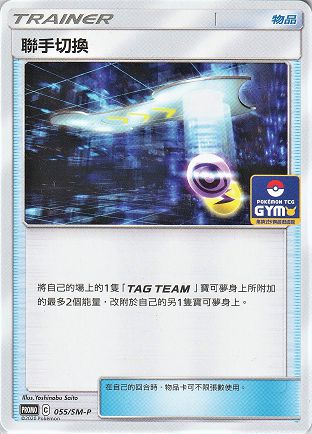 TRAINER 物品
聯手切換
POKÉMON TCG
GYM
將自己的場上的1隻「TAG TEAM」寶可夢身上所附加
的最多2個能量，改附於自己的另1隻寶可夢身上。
Illus. Yoshinobu Saito
PROMO C 055/SM-P
©2020 Pokémon
在自己的回合時，物品卡可不限張數使用。